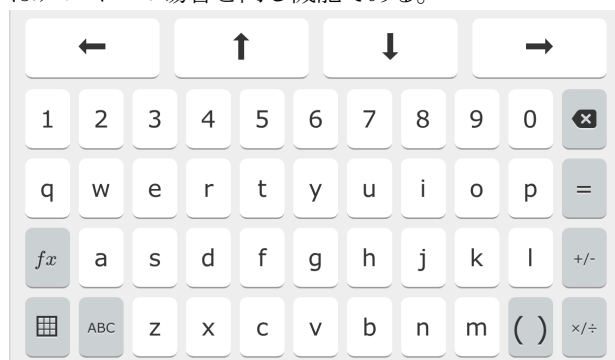 ← ↑ ↓ →
1 2 3 4 5 6 7 8 9 0
q w e r t y u i o p =
fx a s d f g h j k l +/-
ABC z x c v b n m ( ) ×/÷